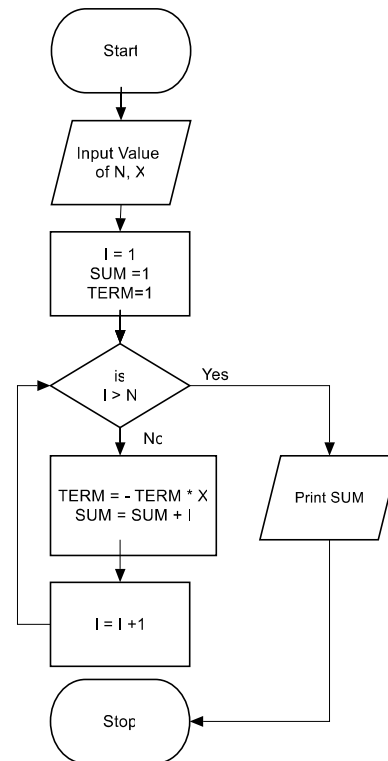 Start
Input Value
of N, X
I = 1
SUM =1
TERM=1
is
I > N
Yes
No
TERM = - TERM * X
SUM = SUM + I
Print SUM
I = I +1
Stop